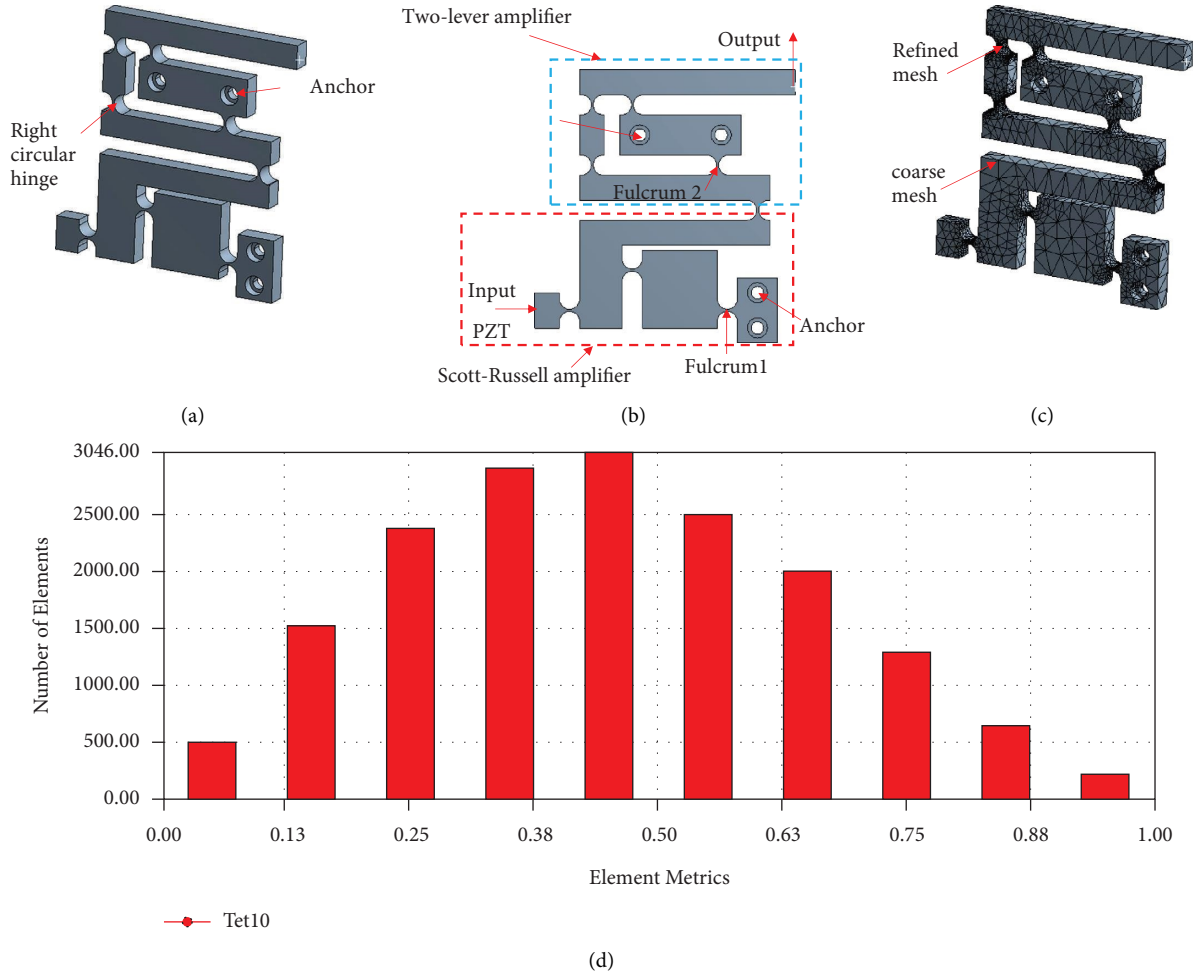 Anchor
Right
circular
hinge
(a)
Two-lever amplifier
Output
Fulcrum 2
Input
PZT
Anchor
Fulcrum1
Scott-Russell amplifier
(b)
Refined
mesh
coarse
mesh
(c)
3046.00
2500.00
2000.00
1500.00
1000.00
500.00
0.00
Number of Elements
0.00 0.13 0.25 0.38 0.50 0.63 0.75 0.88 1.00
Element Metrics
Tet10
(d)